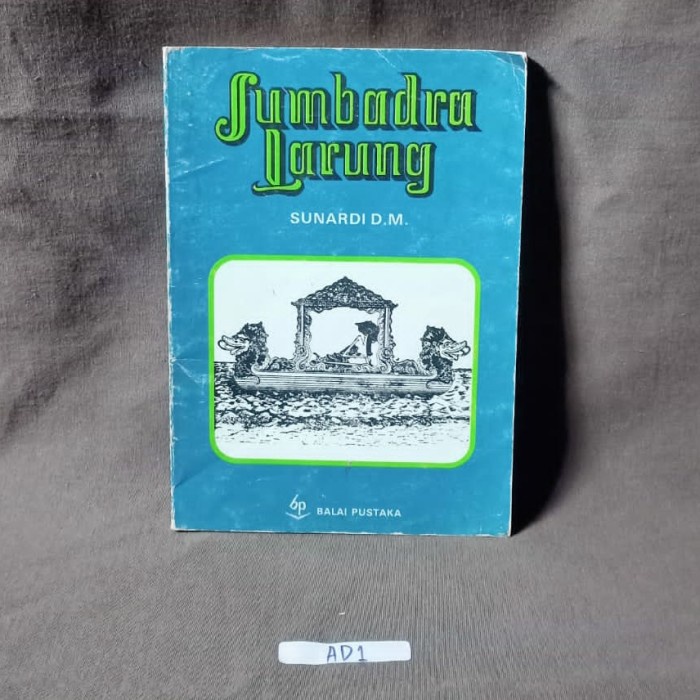 Sumbadra
Larung
SUNARDI D.M.
bp BALAI PUSTAKA
AD1